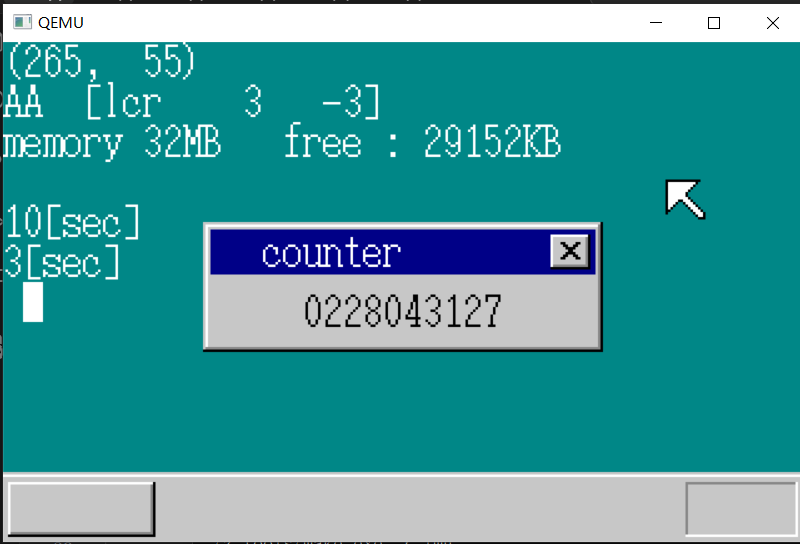 QEMU
(265, 55)
AA [lcr 3 -3]
memory 32MB free : 29152KB
10[sec]
3[sec]
counter
0228043127